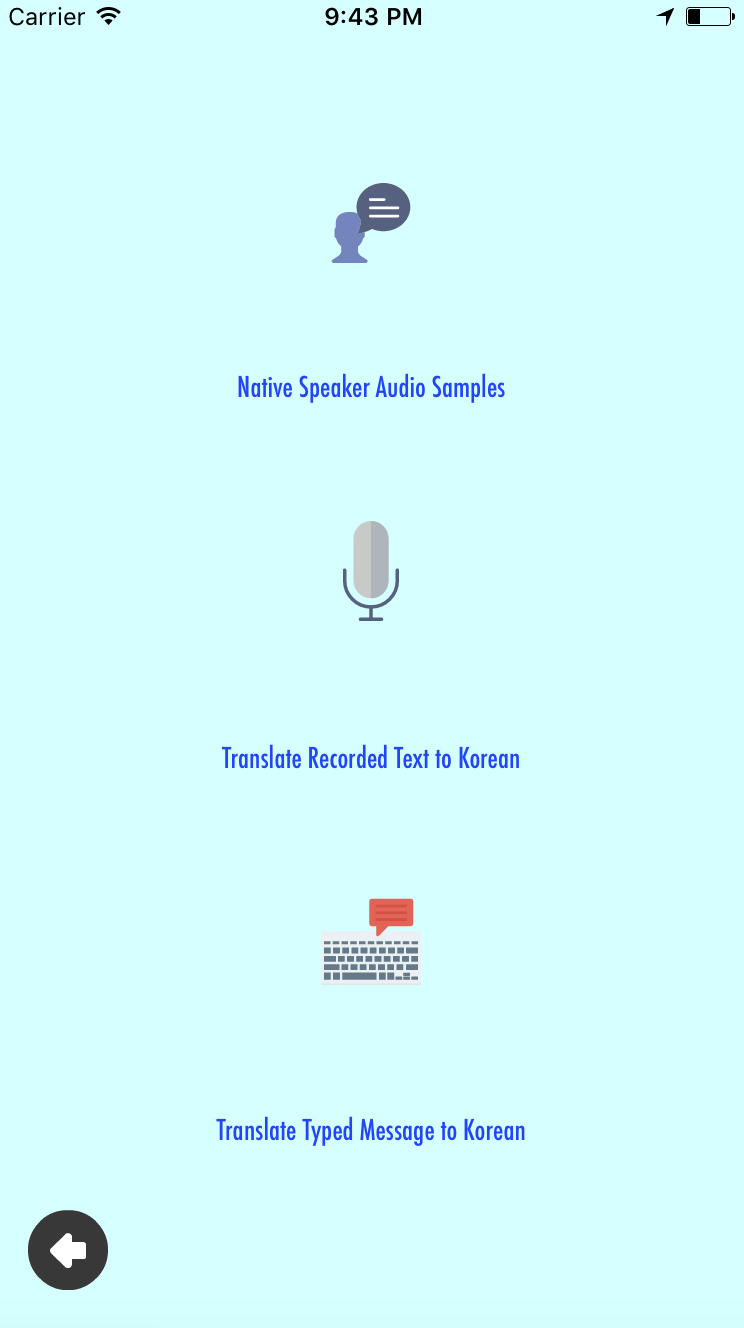 Carrier 9:43 PM
Native Speaker Audio Samples
Translate Recorded Text to Korean
Translate Typed Message to Korean